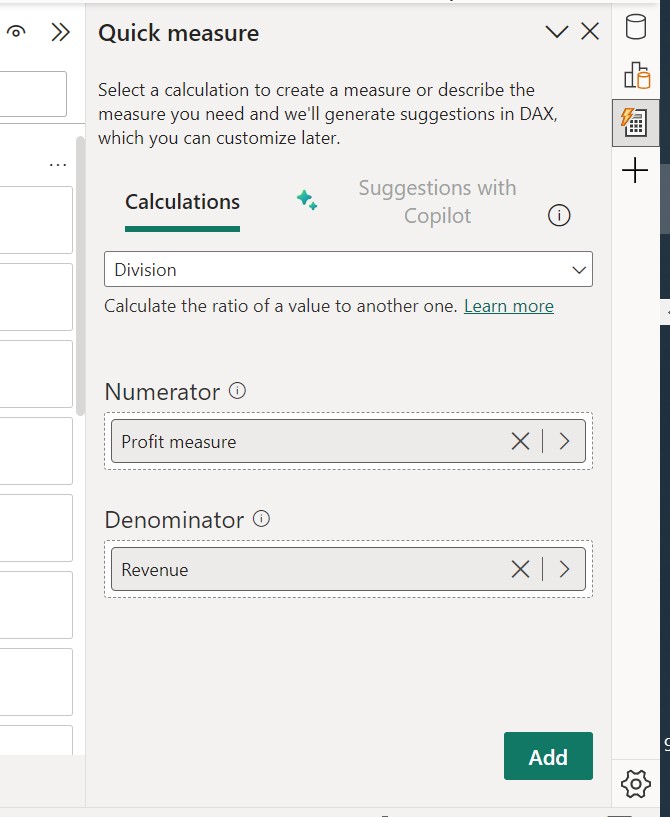 Quick measure
Select a calculation to create a measure or describe the
measure you need and we'll generate suggestions in DAX,
which you can customize later.
Calculations
Suggestions with
Copilot
Division
Calculate the ratio of a value to another one. Learn more
Numerator
Profit measure
Denominator
Revenue
Add